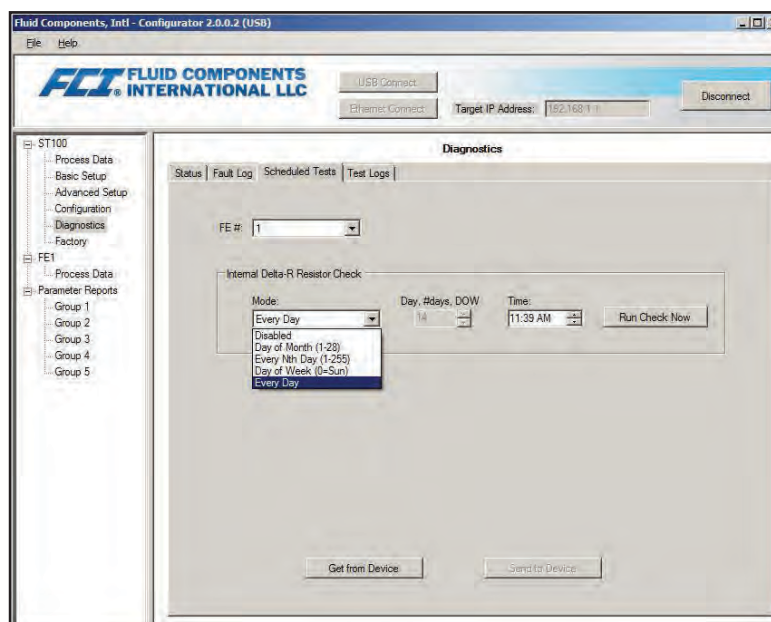 Fluid Components, Intl - Configurator 2.0.0.2 (USB)
File Help
FCI® FLUID COMPONENTS
INTERNATIONAL LLC
USB Connect
Ethernet Connect
Target IP Address:
Disconnect
ST100
Process Data
Basic Setup
Advanced Setup
Configuration
Diagnostics
Factory
FE1
Process Data
Parameter Reports
Group 1
Group 2
Group 3
Group 4
Group 5
Diagnostics
Status Fault Log Scheduled Tests Test Logs
FE #: 1
Internal Delta-R Resistor Check
Mode: Day, #days, DOW Time:
Every Day 14 11:39 AM Run Check Now
Disabled
Day of Month (1-28)
Every Nth Day (1-255)
Day of Week (0=Sun)
Every Day
Get from Device Send to Device